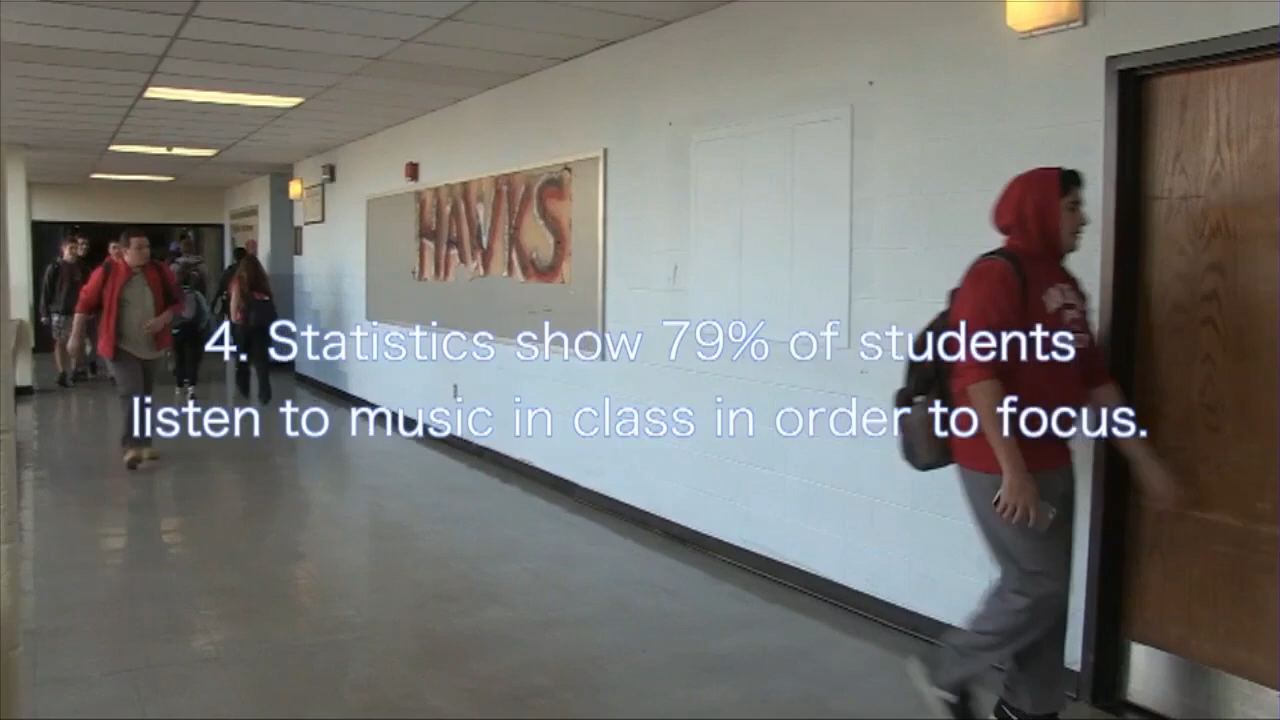 HAWKS
4. Statistics show 79% of students
listen to music in class in order to focus.